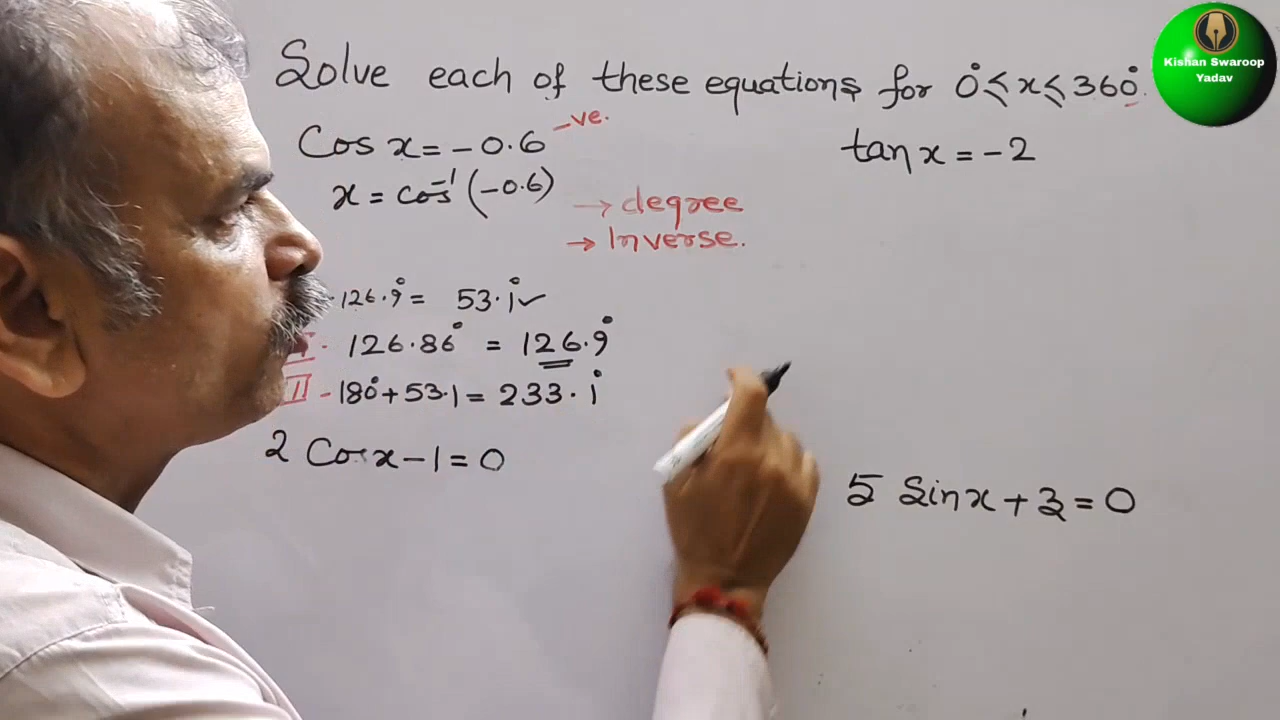 Solve each of these equations for 0° ≤ x ≤ 360°.
Cos x = -0.6 -ve.
x = cos⁻¹ (-0.6)
→ degree
→ Inverse.
126.9° = 53.1° ✓
126.86° = 126.9°
- 180° + 53.1 = 233.1°
2 Cos x - 1 = 0
tan x = -2
5 Sin x + 3 = 0
Kishan Swaroop
Yadav